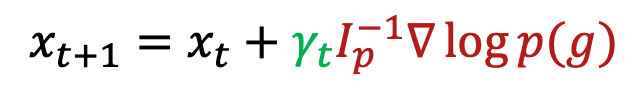 x_{t+1} = x_t + γ_t I_p^{-1} ∇ log p(g)